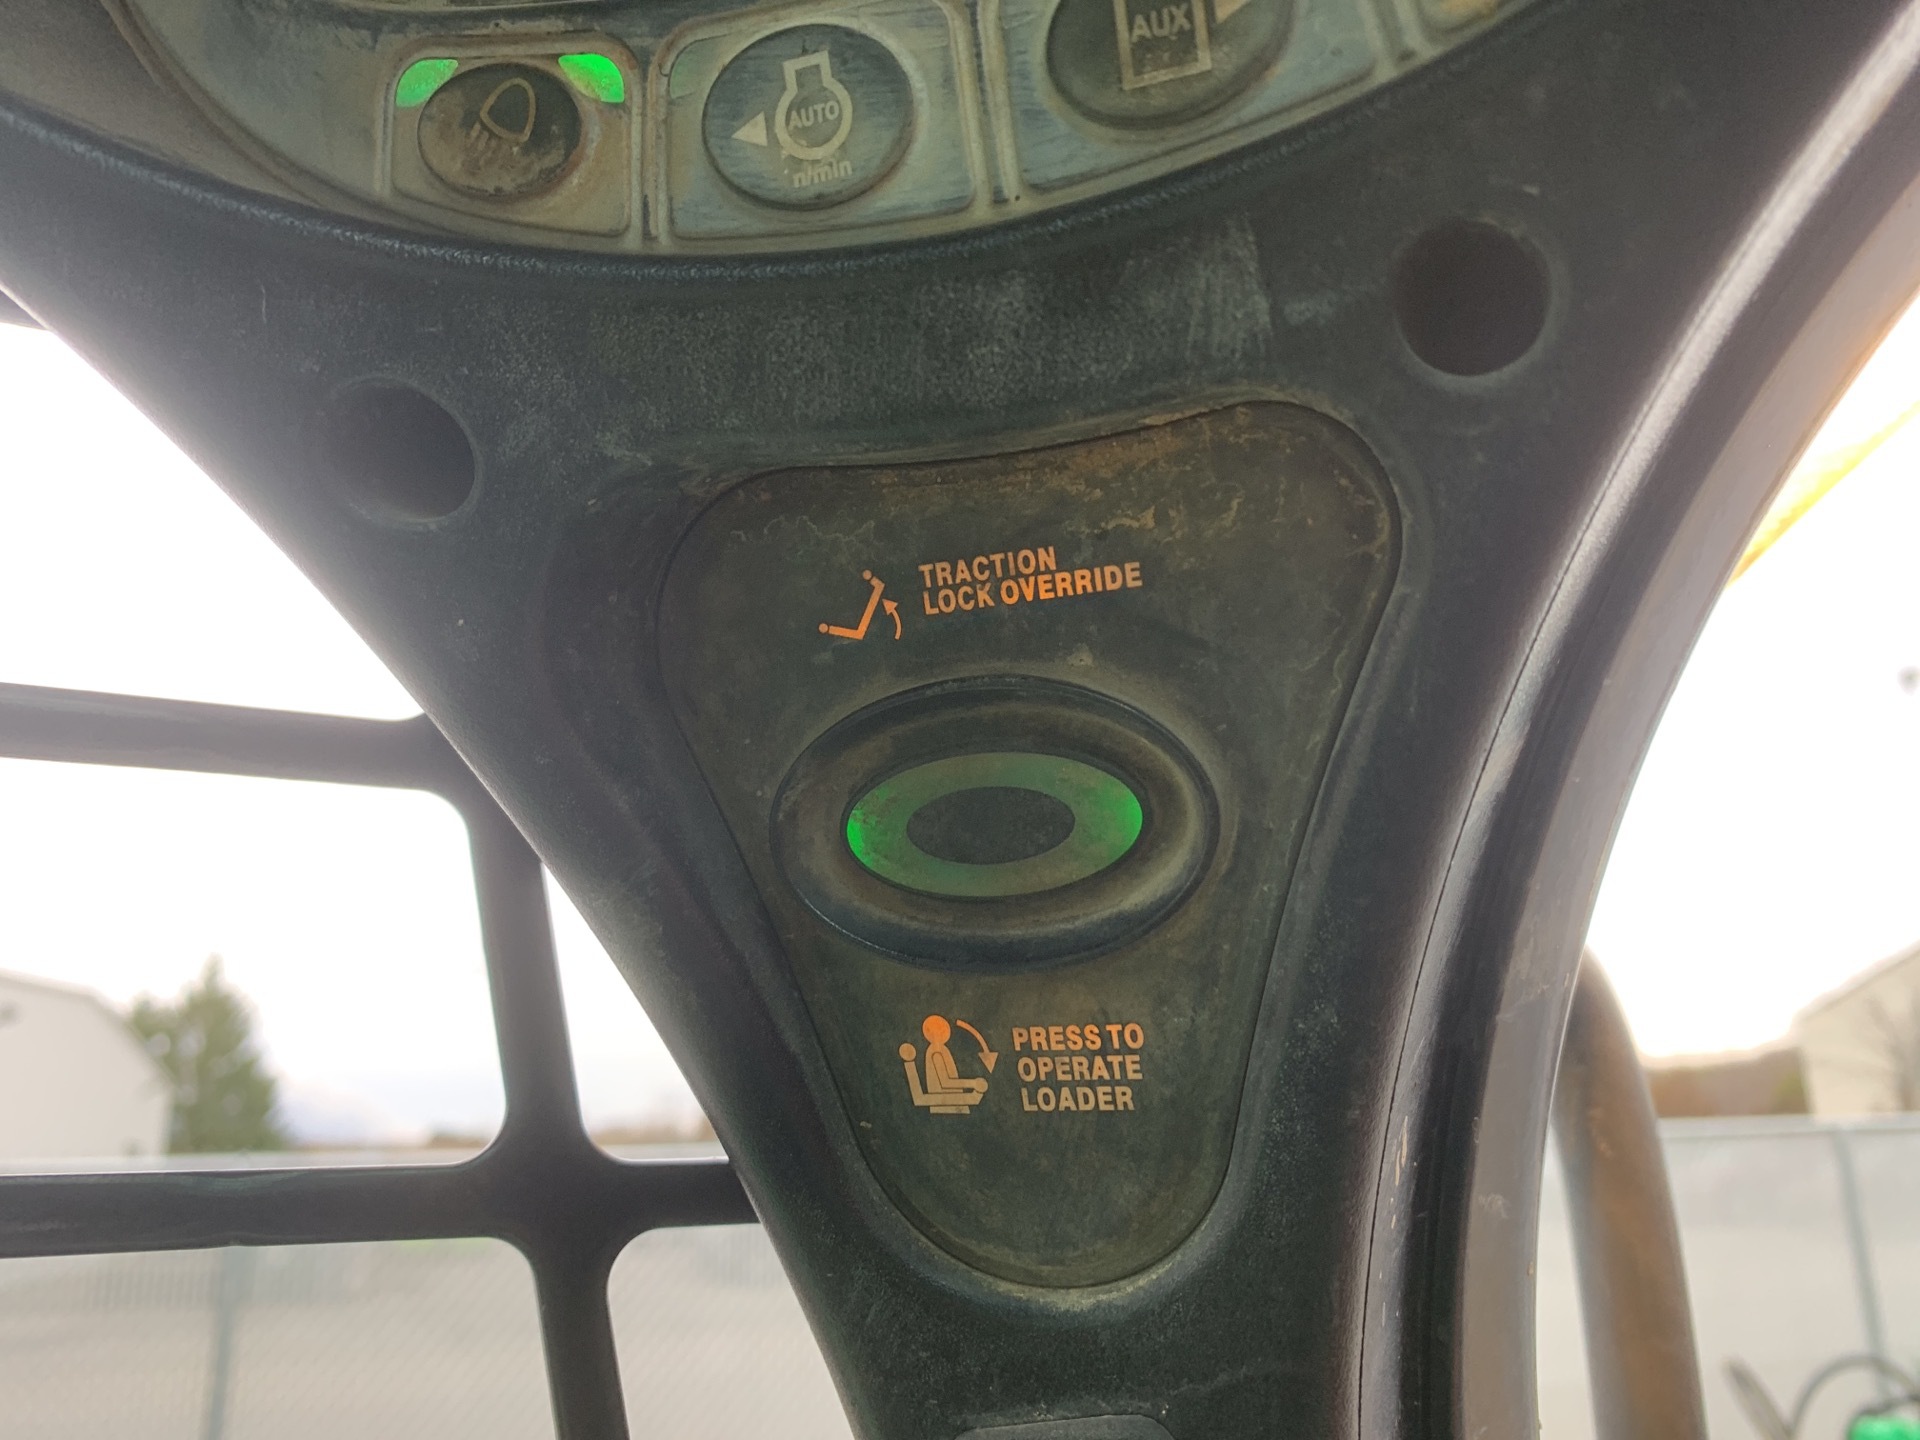 AUTO
n/min
AUX
TRACTION
LOCK OVERRIDE
PRESS TO
OPERATE
LOADER